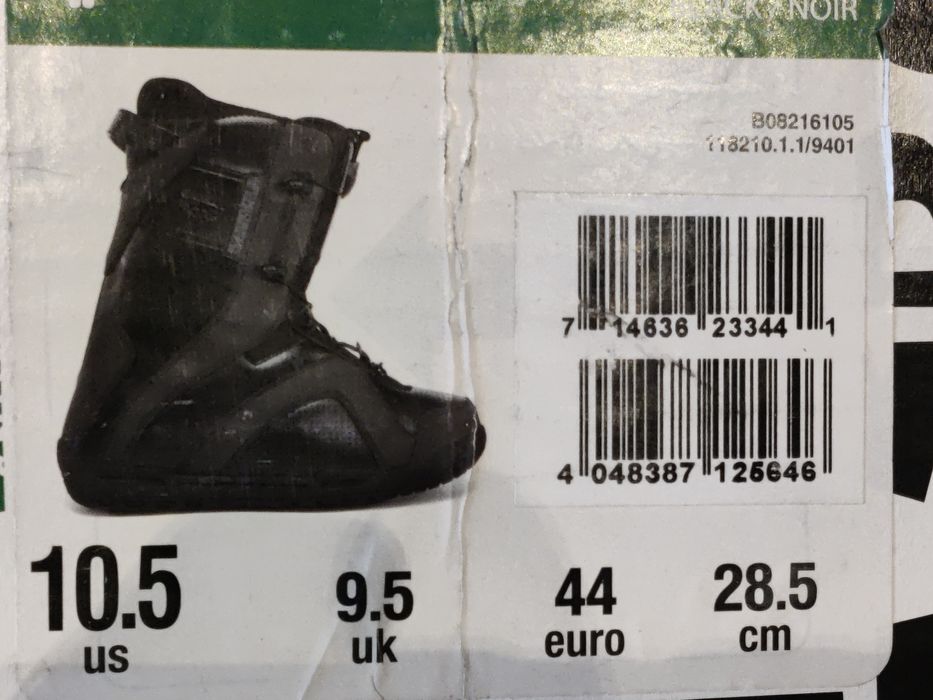 BLACK / NOIR
B08216105
118210.1.1/9401
7 14636 23344 1
4 048387 125646
10.5 9.5 44 28.5
us uk euro cm